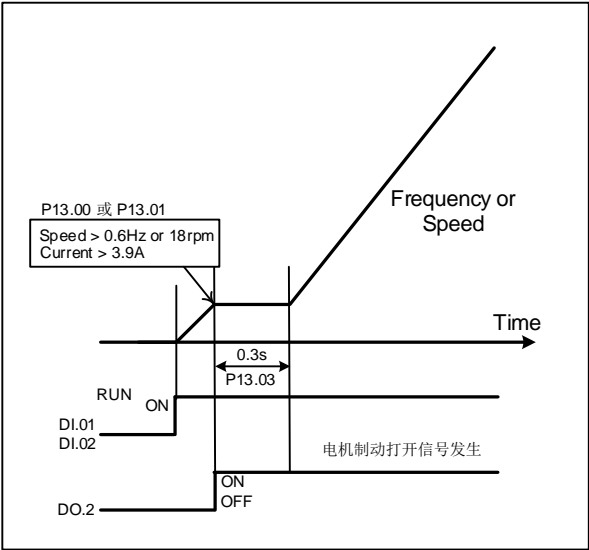 P13.00 或 P13.01
Speed > 0.6Hz or 18rpm
Current > 3.9A
Frequency or
Speed
Time
0.3s
P13.03
RUN
ON
DI.01
DI.02
电机制动打开信号发生
ON
OFF
DO.2